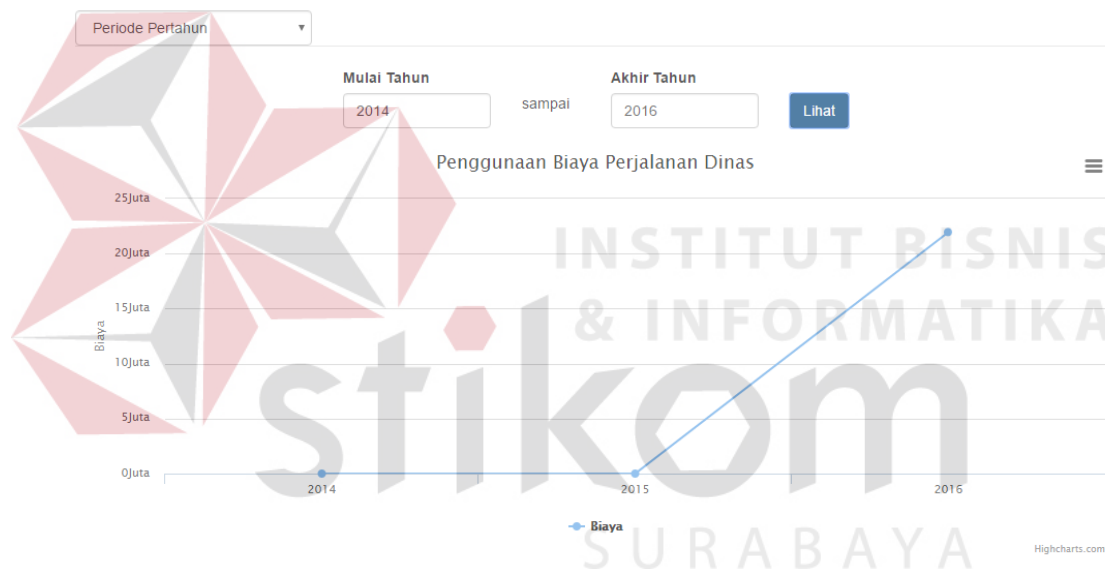 Periode Pertahun
Mulai Tahun
Akhir Tahun
2014
sampai
2016
Lihat
Penggunaan Biaya Perjalanan Dinas
25Juta
20Juta
15Juta
10Juta
5Juta
0Juta
Biaya
2014
2015
2016
Biaya
Highcharts.com
INSTITUT BISNIS
& INFORMATIKA
stikom
SURABAYA